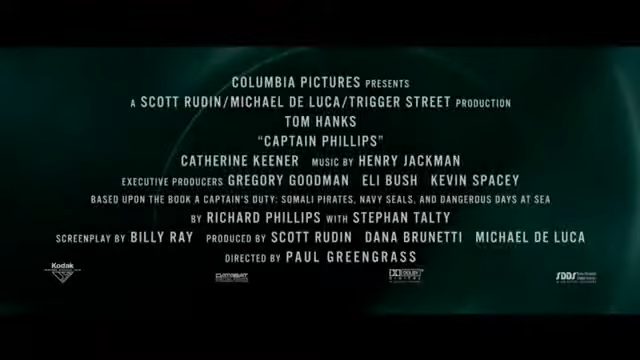 COLUMBIA PICTURES PRESENTS
A SCOTT RUDIN/MICHAEL DE LUCA/TRIGGER STREET PRODUCTION
TOM HANKS
“CAPTAIN PHILLIPS”
CATHERINE KEENER MUSIC BY HENRY JACKMAN
EXECUTIVE PRODUCERS GREGORY GOODMAN ELI BUSH KEVIN SPACEY
BASED UPON THE BOOK A CAPTAIN'S DUTY: SOMALI PIRATES, NAVY SEALS, AND DANGEROUS DAYS AT SEA
BY RICHARD PHILLIPS WITH STEPHAN TALTY
SCREENPLAY BY BILLY RAY PRODUCED BY SCOTT RUDIN DANA BRUNETTI MICHAEL DE LUCA
DIRECTED BY PAUL GREENGRASS
Kodak DATASAT DOLBY DIGITAL SDDS